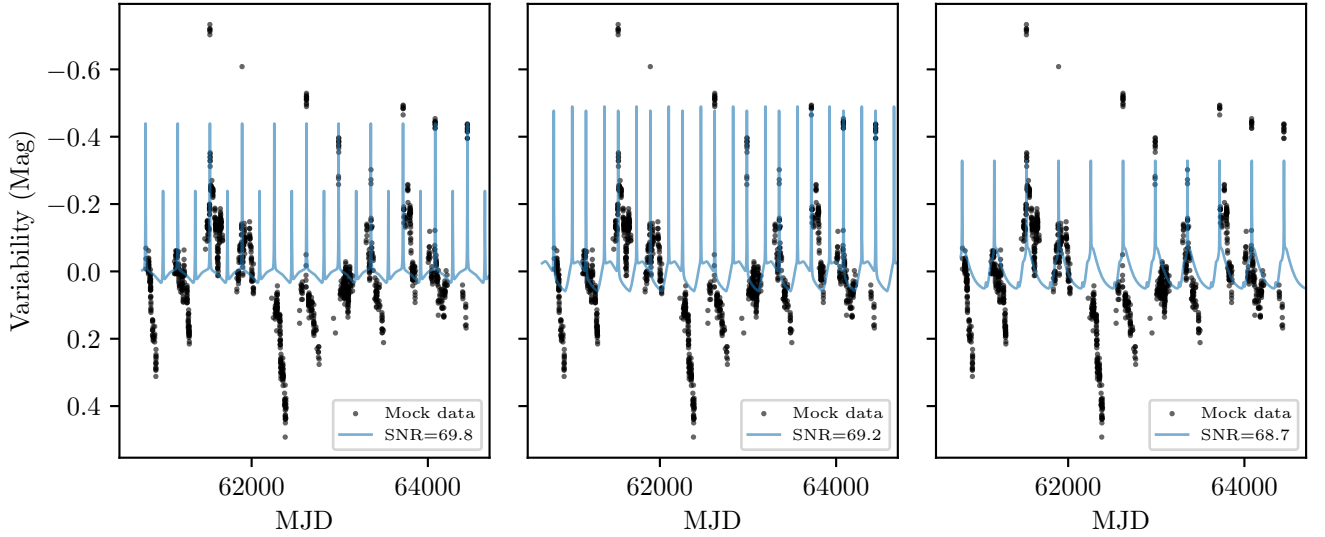 Variability (Mag)
−0.6
−0.4
−0.2
0.0
0.2
0.4
Mock data
SNR=69.8
Mock data
SNR=69.2
Mock data
SNR=68.7
62000 64000
62000 64000
62000 64000
MJD
MJD
MJD